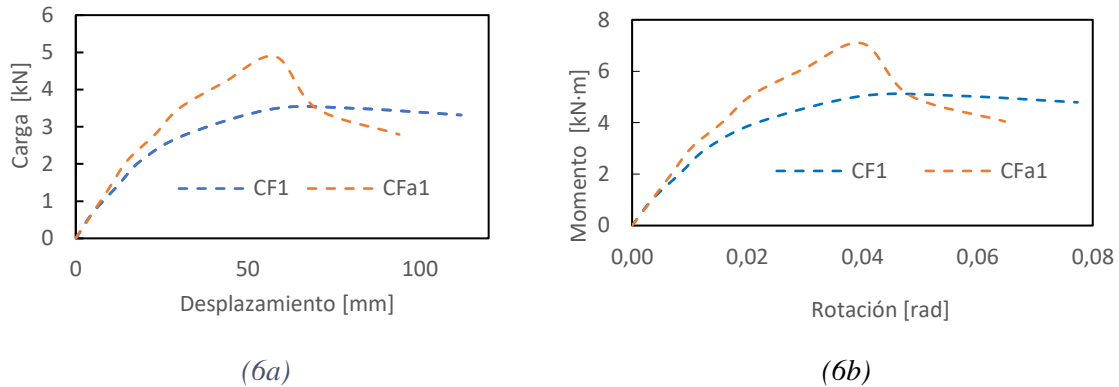 6
5
4
3
2
1
0
Carga [kN]
CF1 CFa1
0 50 100
Desplazamiento [mm]
(6a)
8
6
4
2
0
Momento [kN·m]
CF1 CFa1
0,00 0,02 0,04 0,06 0,08
Rotación [rad]
(6b)